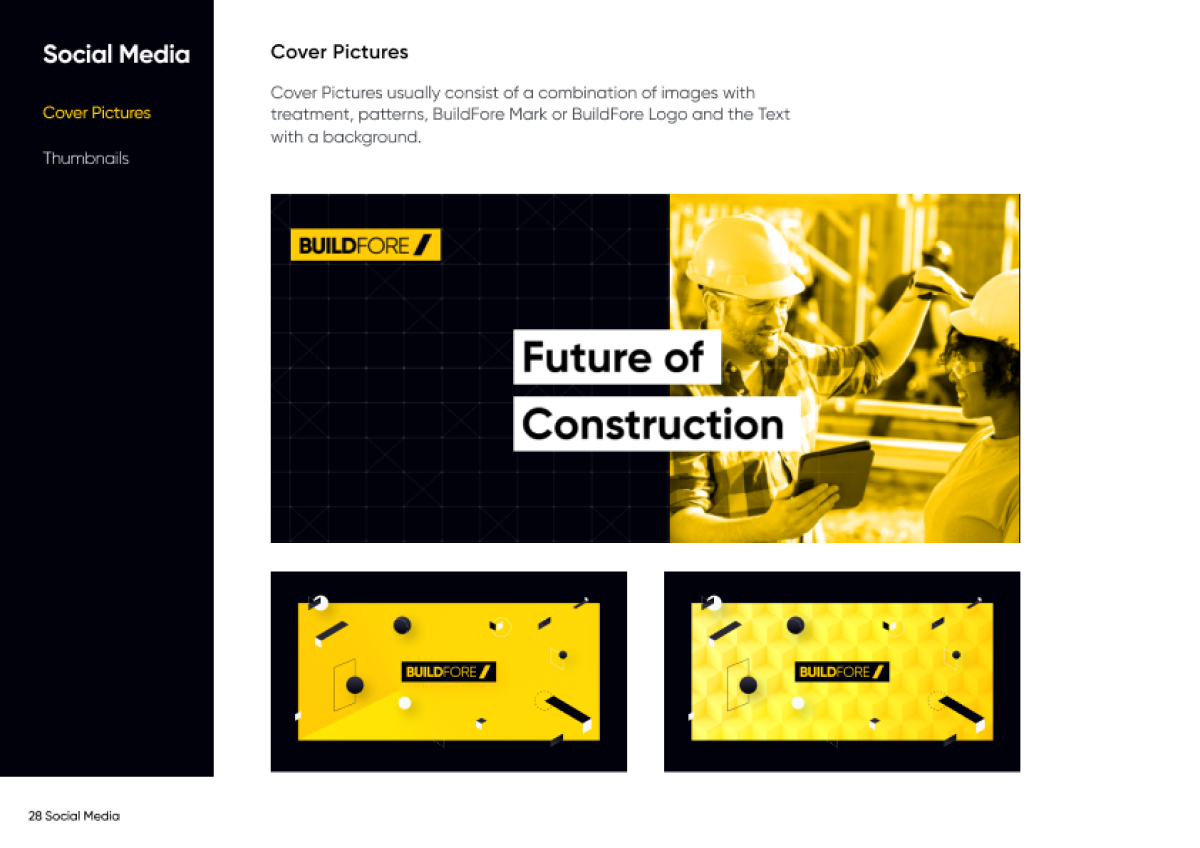 Social Media
Cover Pictures
Thumbnails
Cover Pictures
Cover Pictures usually consist of a combination of images with
treatment, patterns, BuildFore Mark or BuildFore Logo and the Text
with a background.
BUILDFORE
Future of
Construction
BUILDFORE
BUILDFORE
28 Social Media